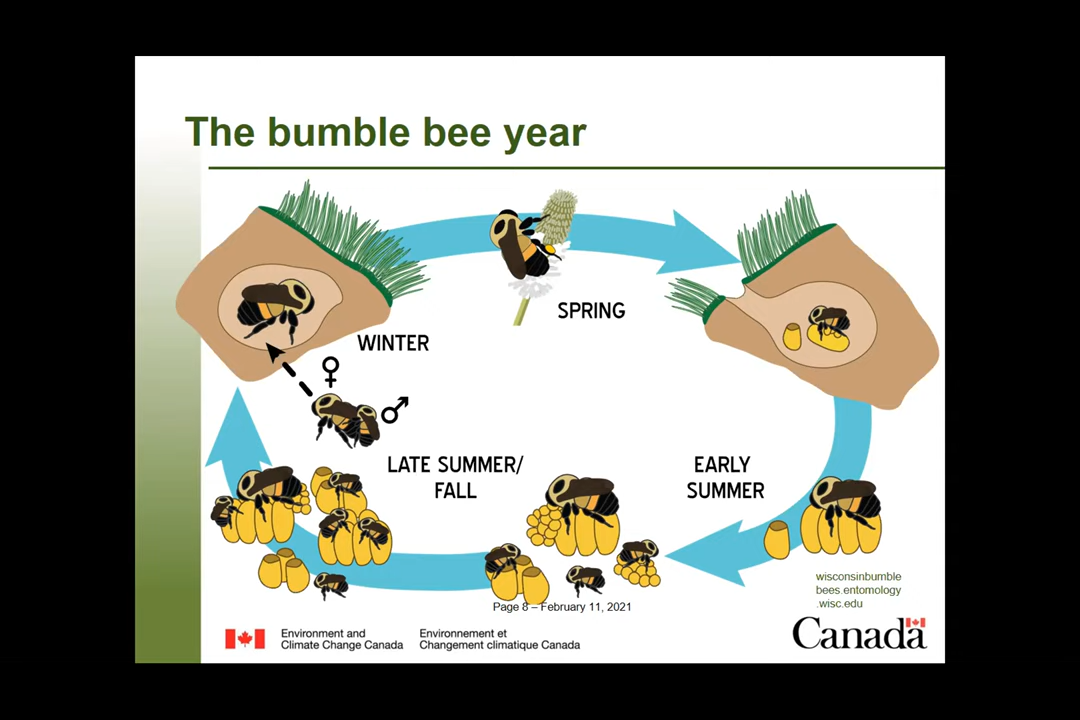 The bumble bee year
SPRING
WINTER
♀
♂
LATE SUMMER/
FALL
EARLY
SUMMER
wisconsinbumble
bees.entomology
.wisc.edu
Page 8 – February 11, 2021
Environment and
Climate Change Canada
Environnement et
Changement climatique Canada
Canada